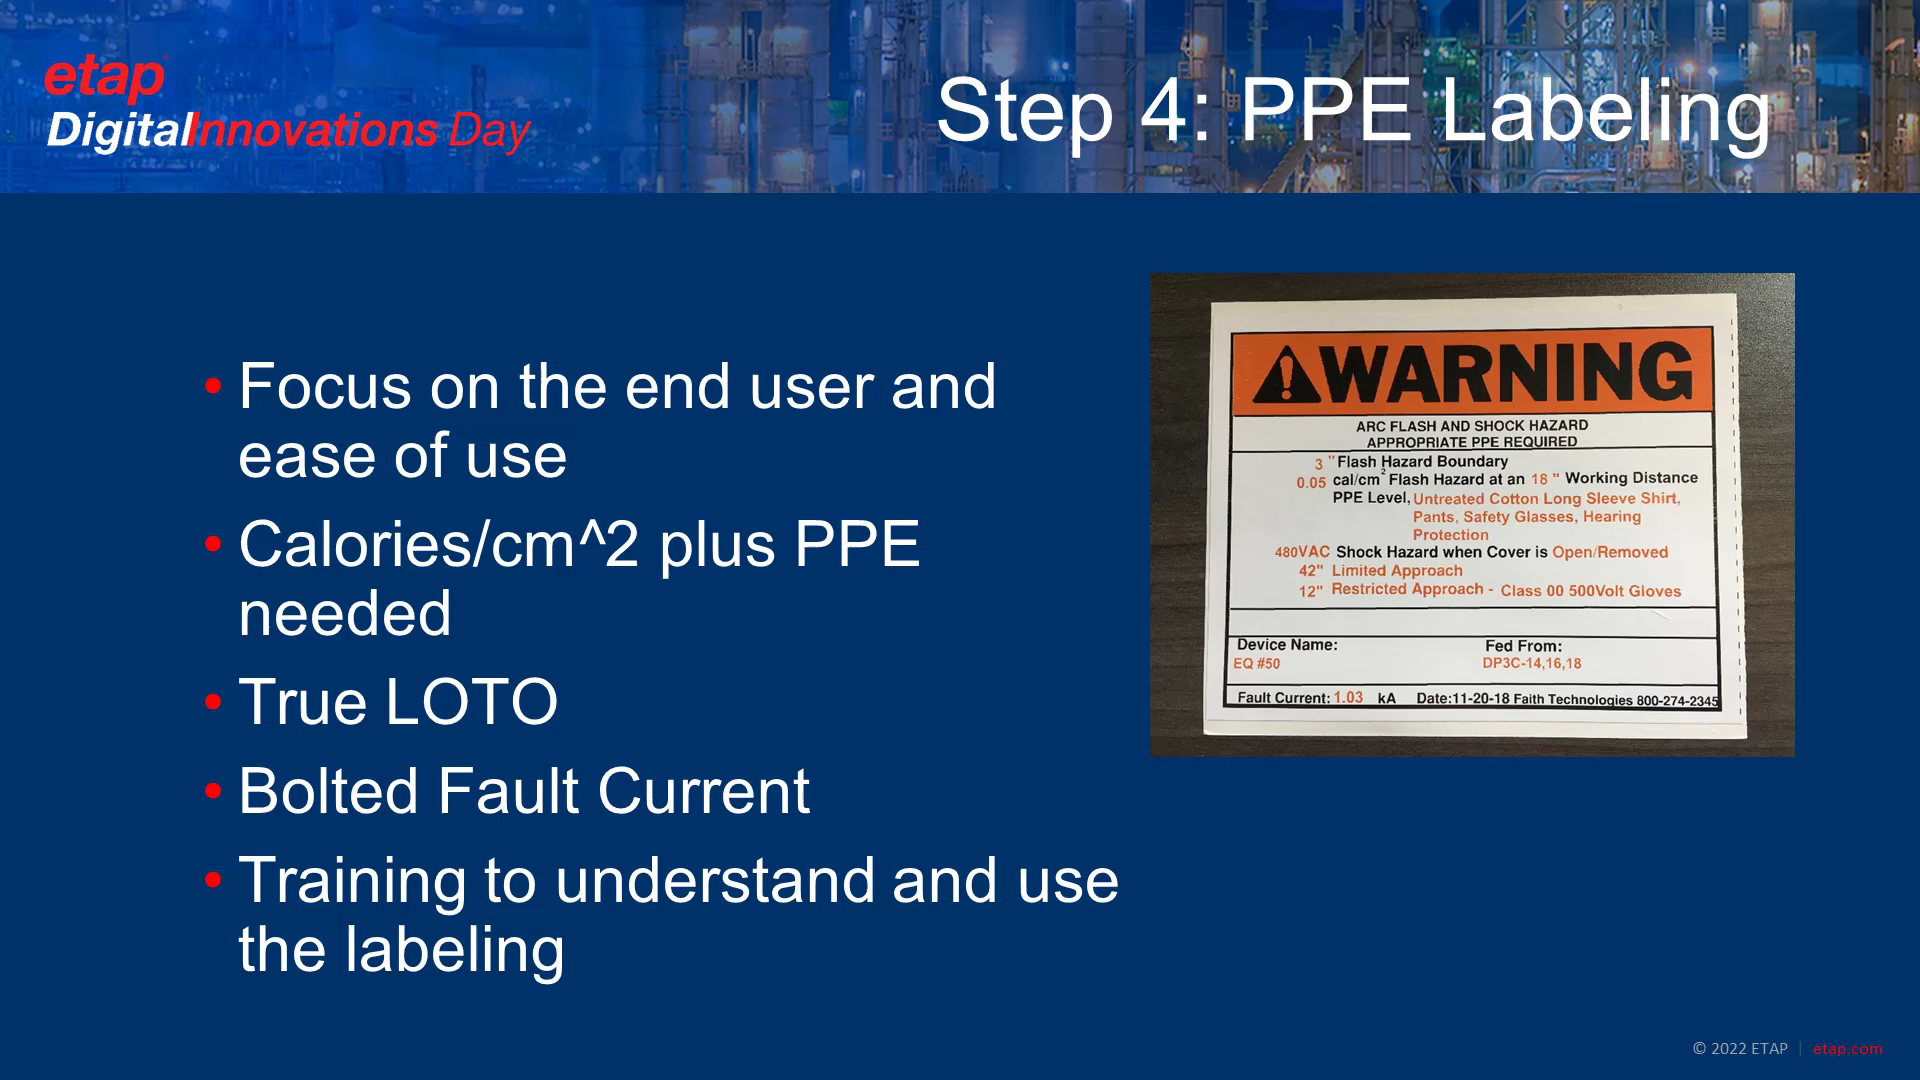 etap
DigitalInnovations Day
Step 4: PPE Labeling
• Focus on the end user and
ease of use
• Calories/cm^2 plus PPE
needed
• True LOTO
• Bolted Fault Current
• Training to understand and use
the labeling
WARNING
ARC FLASH AND SHOCK HAZARD
APPROPRIATE PPE REQUIRED
3 " Flash Hazard Boundary
0.05 cal/cm² Flash Hazard at an 18 " Working Distance
PPE Level, Untreated Cotton Long Sleeve Shirt,
Pants, Safety Glasses, Hearing
Protection
480VAC Shock Hazard when Cover is Open/Removed
42" Limited Approach
12" Restricted Approach - Class 00 500Volt Gloves
Device Name: Fed From:
EQ #50 DP3C-14,16,18
Fault Current: 1.03 kA Date:11-20-18 Faith Technologies 800-274-2345
© 2022 ETAP | etap.com